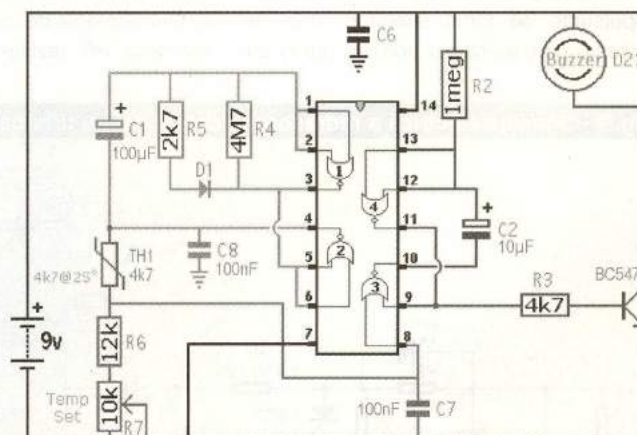 C6
+
C1
100µF
2k7
R5
4M7
R4
D1
1meg
R2
Buzzer
D2
1
2
3
4
5
6
7
14
13
12
11
10
9
8
1
2
3
4
+
C2
10µF
TH1
4k7
4k7@25°
C8
100nF
R3
4k7
BC547
+
9v
12k
R6
Temp
Set
10k
R7
100nF
C7